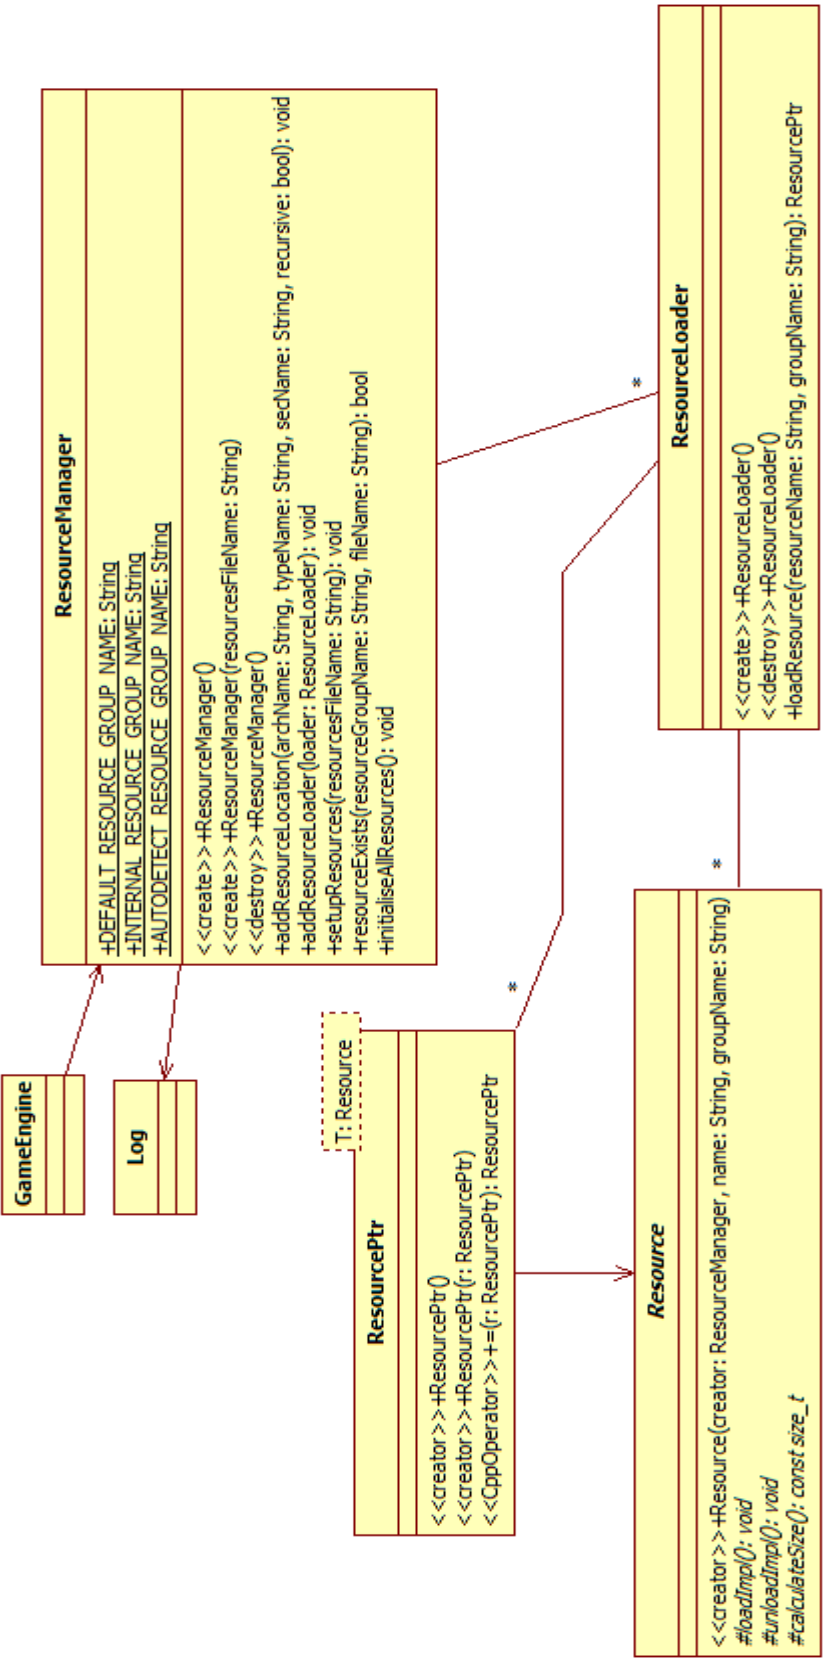 GameEngine
Log
ResourceManager
+DEFAULT_RESOURCE_GROUP_NAME: String
+INTERNAL_RESOURCE_GROUP_NAME: String
+AUTODETECT_RESOURCE_GROUP_NAME: String
<<create>>+ResourceManager()
<<create>>+ResourceManager(resourcesFileName: String)
<<destroy>>+ResourceManager()
+addResourceLocation(archName: String, typeName: String, secName: String, recursive: bool): void
+addResourceLoader(loader: ResourceLoader): void
+setupResources(resourcesFileName: String): void
+resourceExists(resourceGroupName: String, fileName: String): bool
+initialiseAllResources(): void
T: Resource
ResourcePtr
<<creator>>+ResourcePtr()
<<creator>>+ResourcePtr(r: ResourcePtr)
<<CppOperator>>+=(r: ResourcePtr): ResourcePtr
*
*
Resource
<<creator>>+Resource(creator: ResourceManager, name: String, groupName: String)
#loadImpl(): void
#unloadImpl(): void
#calculateSize(): const size_t
*
ResourceLoader
<<create>>+ResourceLoader()
<<destroy>>+ResourceLoader()
+loadResource(resourceName: String, groupName: String): ResourcePtr